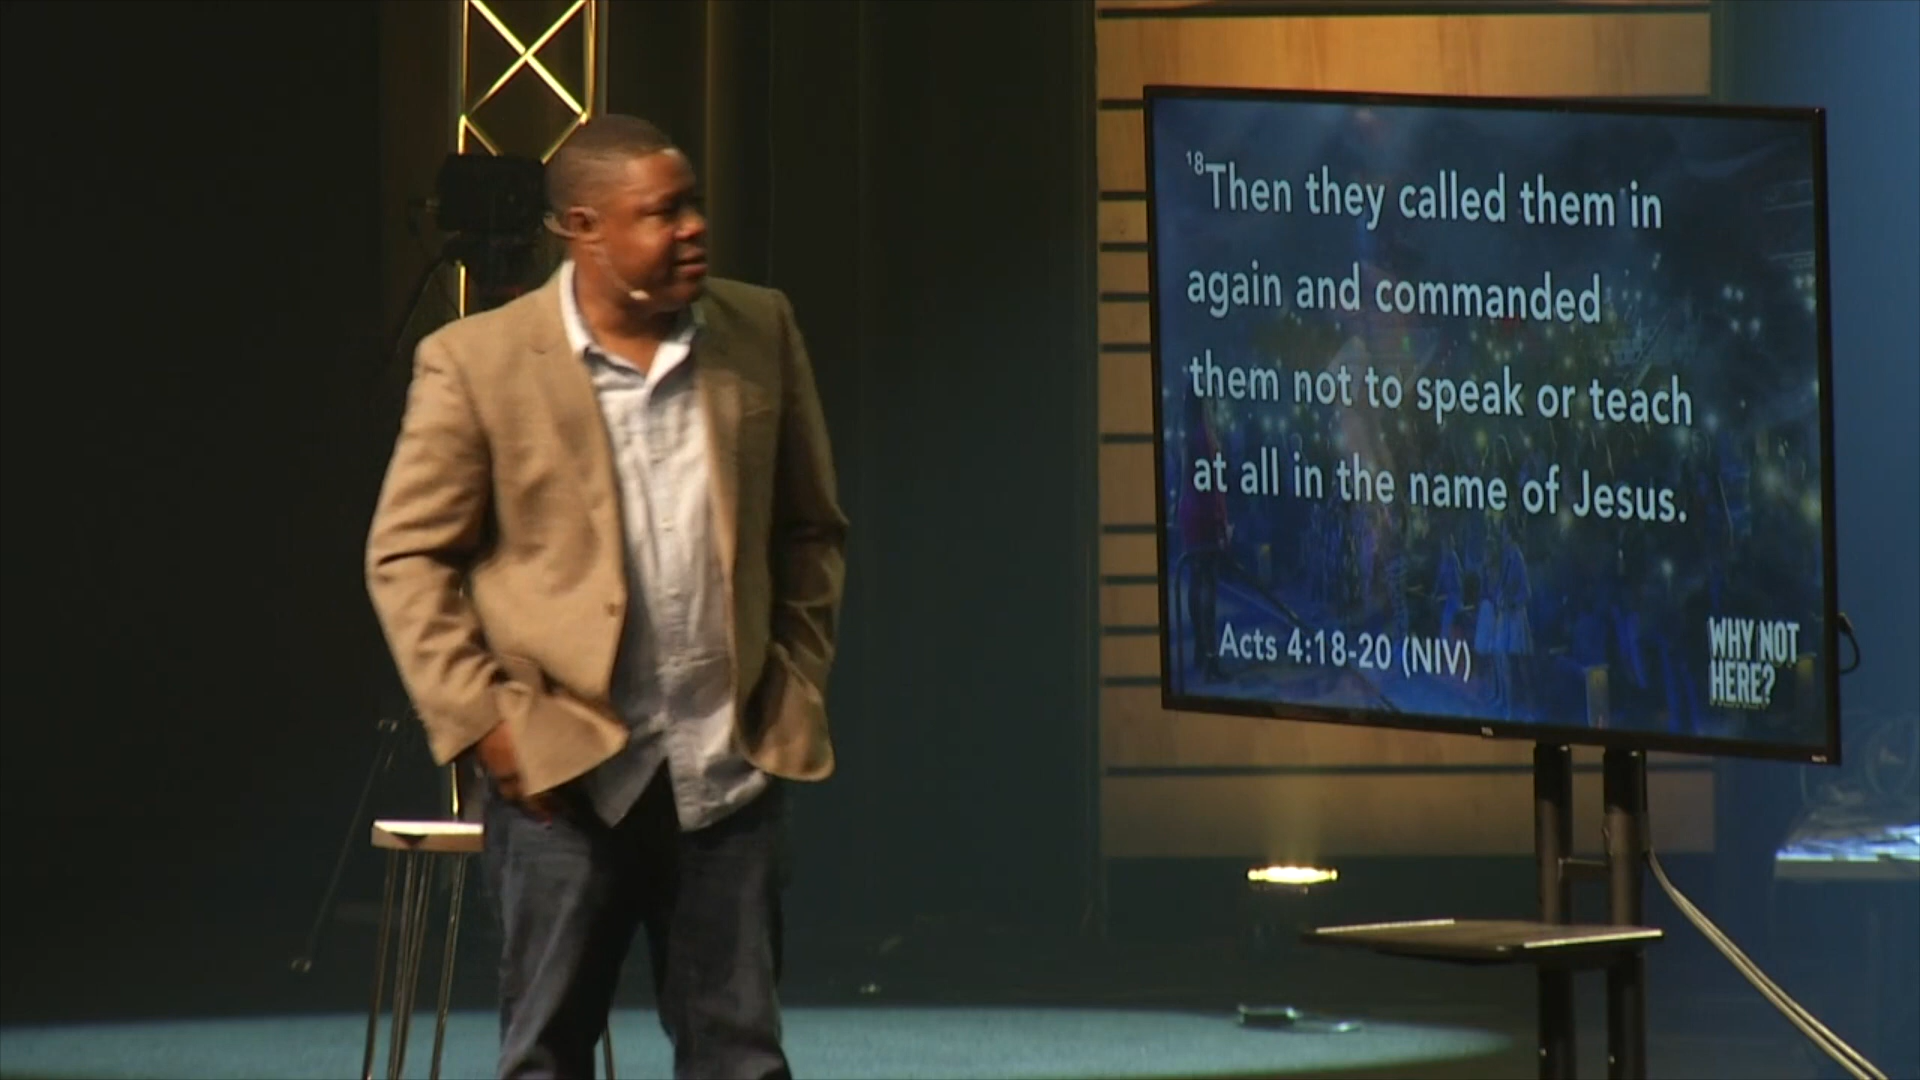 ¹⁸Then they called them in
again and commanded
them not to speak or teach
at all in the name of Jesus.
Acts 4:18-20 (NIV)
WHY NOT
HERE?